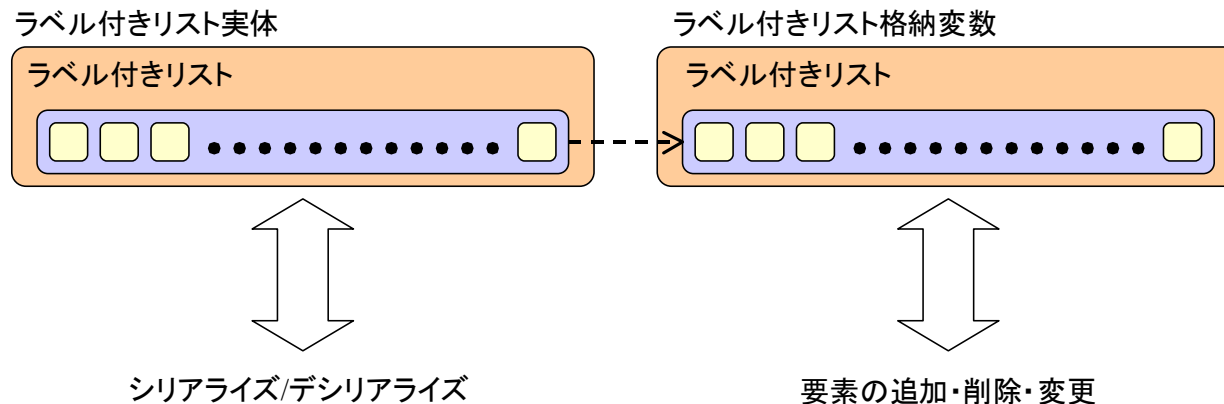 ラベル付きリスト実体
ラベル付きリスト格納変数
ラベル付きリスト
ラベル付きリスト
シリアライズ/デシリアライズ
要素の追加・削除・変更